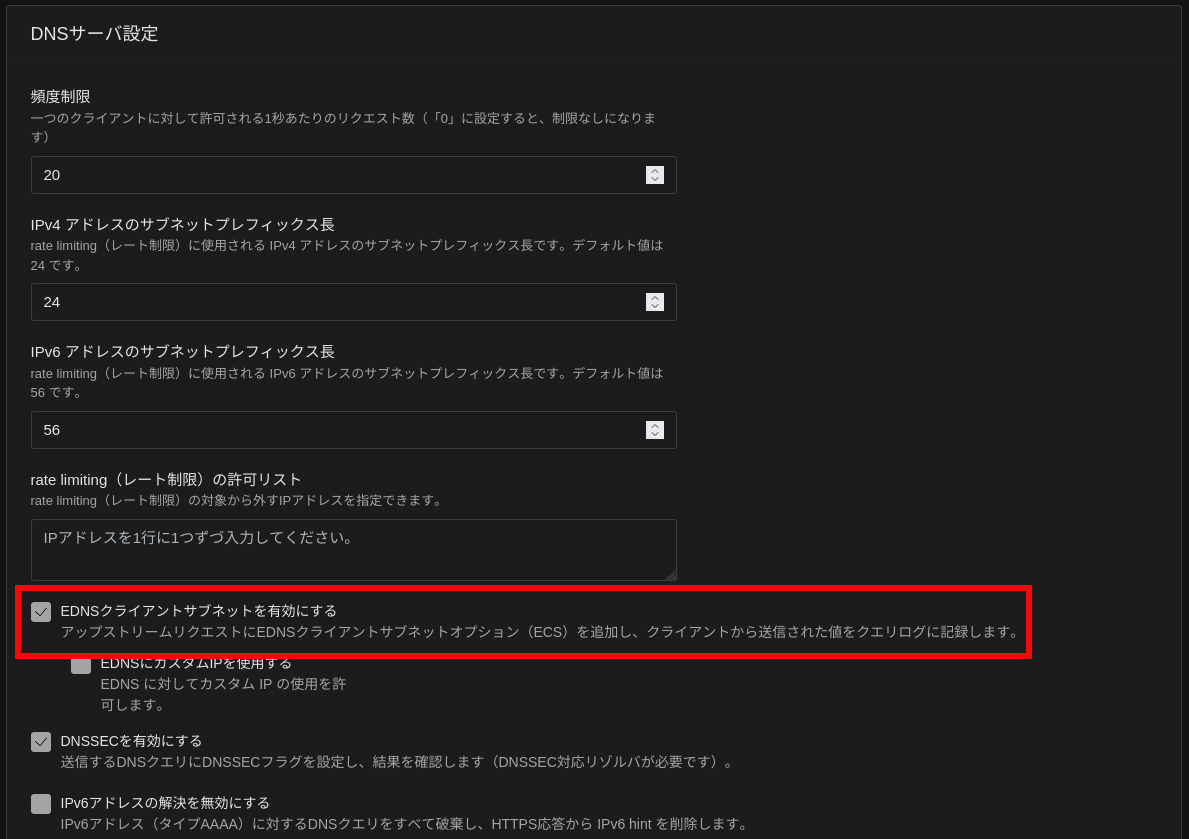 DNSサーバ設定
頻度制限
一つのクライアントに対して許可される1秒あたりのリクエスト数（「0」に設定すると、制限なしになりま
す）
20
IPv4 アドレスのサブネットプレフィックス長
rate limiting（レート制限）に使用される IPv4 アドレスのサブネットプレフィックス長です。デフォルト値は
24 です。
24
IPv6 アドレスのサブネットプレフィックス長
rate limiting（レート制限）に使用される IPv6 アドレスのサブネットプレフィックス長です。デフォルト値は
56 です。
56
rate limiting（レート制限）の許可リスト
rate limiting（レート制限）の対象から外すIPアドレスを指定できます。
IPアドレスを1行に1つずづ入力してください。
EDNSクライアントサブネットを有効にする
アップストリームリクエストにEDNSクライアントサブネットオプション（ECS）を追加し、クライアントから送信された値をクエリログに記録します。
EDNSにカスタムIPを使用する
EDNS に対してカスタム IP の使用を許
可します。
DNSSECを有効にする
送信するDNSクエリにDNSSECフラグを設定し、結果を確認します（DNSSEC対応リゾルバが必要です）。
IPv6アドレスの解決を無効にする
IPv6アドレス（タイプAAAA）に対するDNSクエリをすべて破棄し、HTTPS応答から IPv6 hint を削除します。